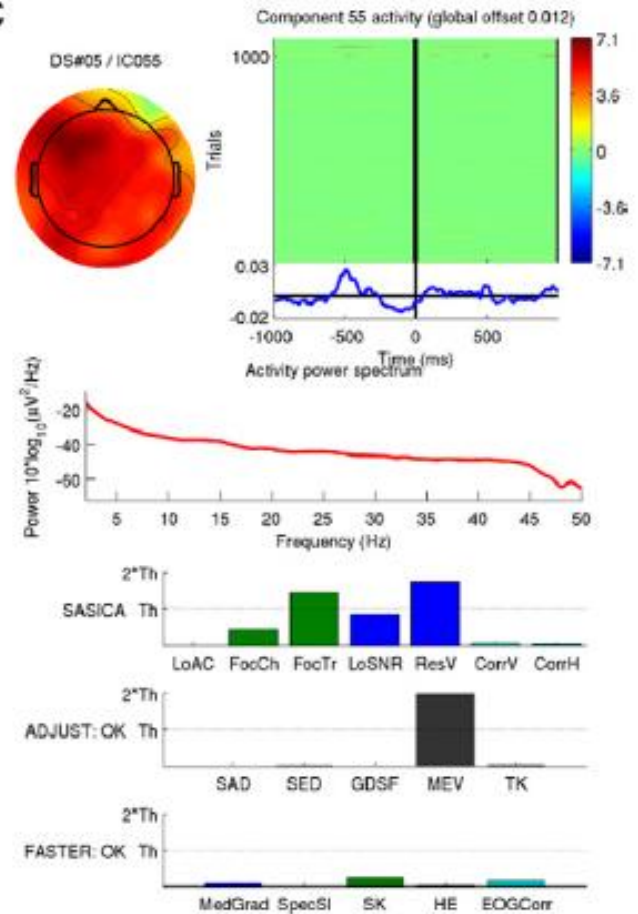 C
Component 55 activity (global offset 0.012)
DS#05 / IC055
Trials
1000
7.1
3.6
0
-3.6
-7.1
0.03
-0.02
-1000 -500 0 500
Time (ms)
Activity power spectrum
Power 10*log10(μV2/Hz)
-20
-40
-50
5 10 15 20 25 30 35 40 45 50
Frequency (Hz)
SASICA
2*Th
Th
LoAC FocCh FocTr LoSNR ResV CorrV CorrH
ADJUST: OK
2*Th
Th
SAD SED GDSF MEV TK
FASTER: OK
2*Th
Th
MedGrad SpecSl SK HE EOGCorr